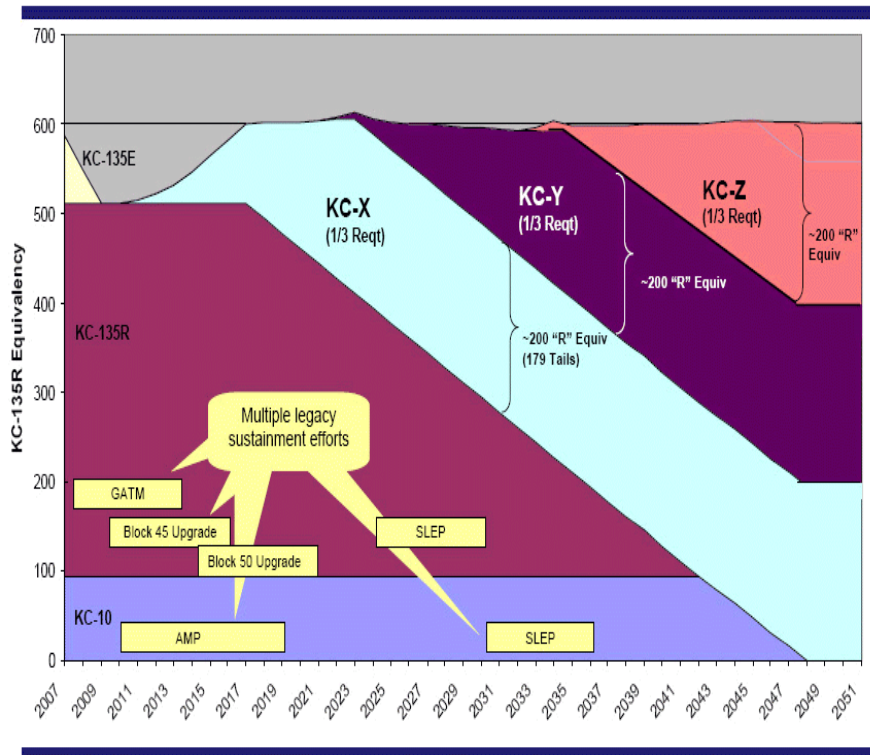 700
600
500
400
300
200
100
0
KC-135R Equivalency
KC-135E
KC-X
(1/3 Reqt)
KC-Y
(1/3 Reqt)
KC-Z
(1/3 Reqt)
~200 "R"
Equiv
~200 "R" Equiv
~200 "R" Equiv
(179 Tails)
KC-135R
Multiple legacy
sustainment efforts
GATM
Block 45 Upgrade
SLEP
Block 50 Upgrade
KC-10
AMP
SLEP
2007
2009
2011
2013
2015
2017
2019
2021
2023
2025
2027
2029
2031
2033
2035
2037
2039
2041
2043
2045
2047
2049
2051